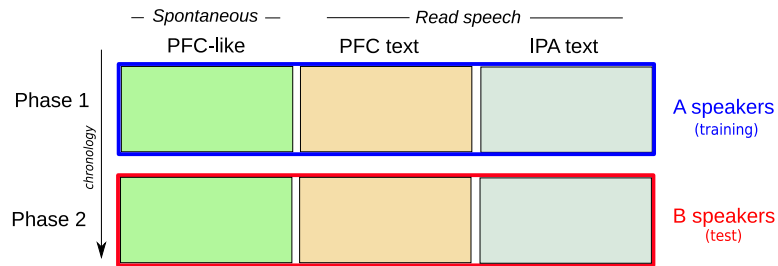 Spontaneous
Read speech
PFC-like
PFC text
IPA text
Phase 1
A speakers
(training)
chronology
Phase 2
B speakers
(test)